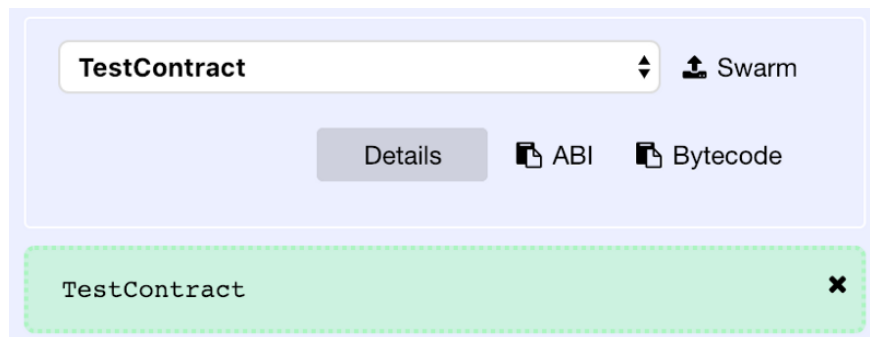 TestContract
Swarm
Details
ABI
Bytecode
TestContract